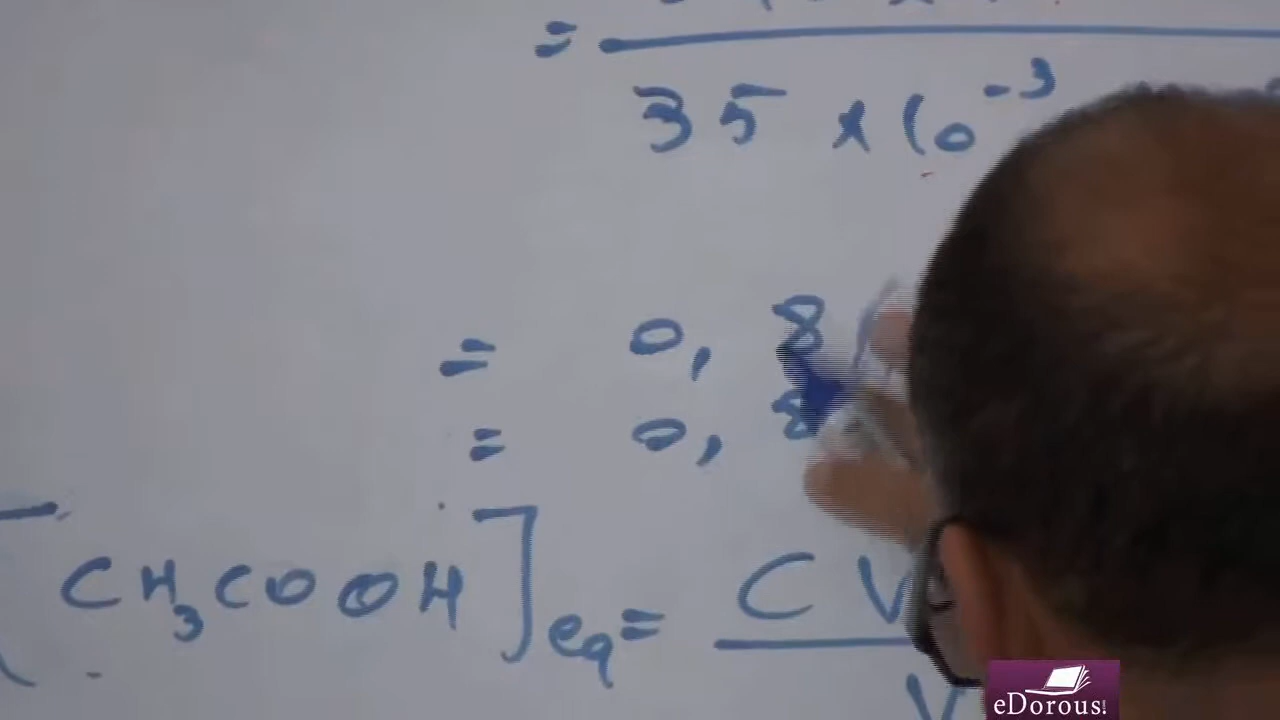 =
35 × 10⁻³
= 0, 8
= 0, 8
[CH₃COOH]eq = CV
V
eDorous!